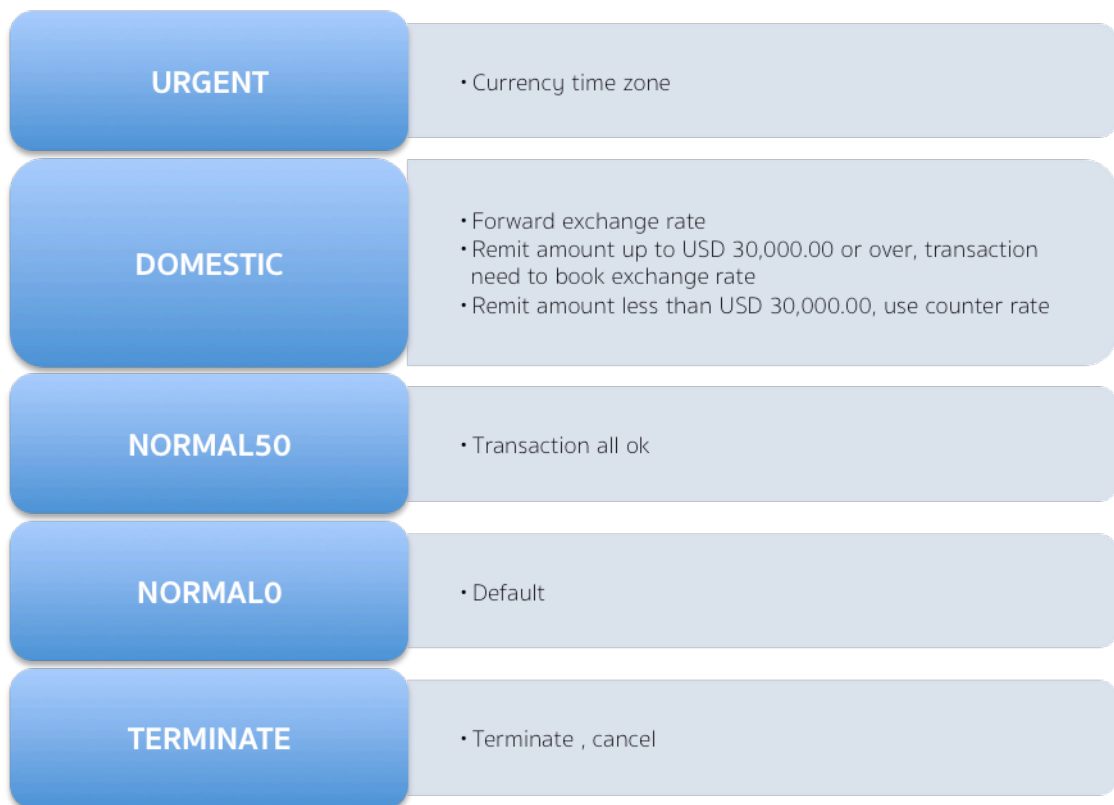 URGENT
• Currency time zone
DOMESTIC
• Forward exchange rate
• Remit amount up to USD 30,000.00 or over, transaction
need to book exchange rate
• Remit amount less than USD 30,000.00, use counter rate
NORMAL50
• Transaction all ok
NORMAL0
• Default
TERMINATE
• Terminate , cancel